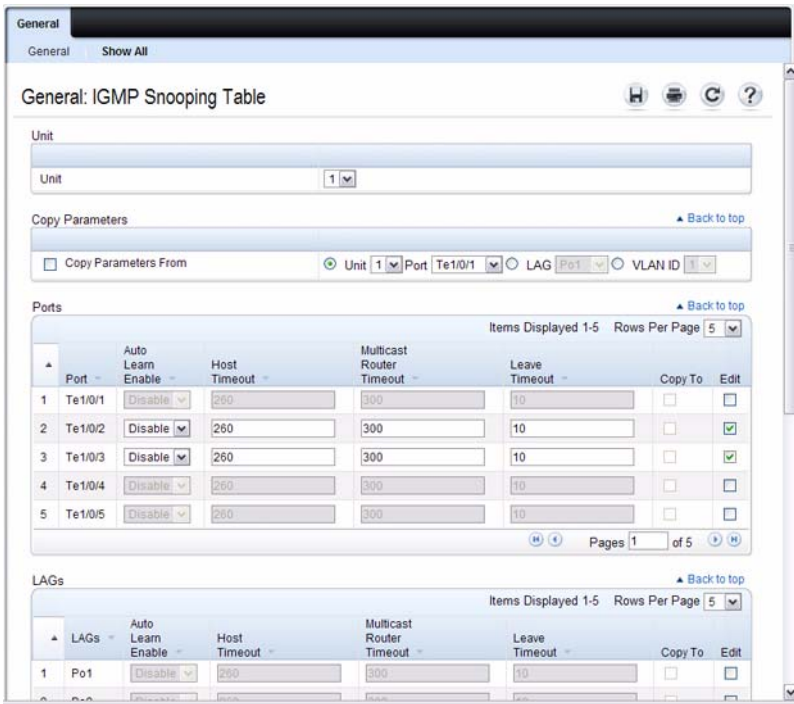 General
General Show All
General: IGMP Snooping Table
?
Unit
Unit 1
Copy Parameters Back to top
Copy Parameters From Unit 1 Port Te1/0/1 LAG Po1 VLAN ID 1
Ports Back to top
Items Displayed 1-5 Rows Per Page 5
Port Auto Learn Enable Host Timeout Multicast Router Timeout Leave Timeout Copy To Edit
1 Te1/0/1 Disable 260 300 10
2 Te1/0/2 Disable 260 300 10
3 Te1/0/3 Disable 260 300 10
4 Te1/0/4 Disable 260 300 10
5 Te1/0/5 Disable 260 300 10
Pages 1 of 5
LAGs Back to top
Items Displayed 1-5 Rows Per Page 5
LAGs Auto Learn Enable Host Timeout Multicast Router Timeout Leave Timeout Copy To Edit
1 Po1 Disable 260 300 10